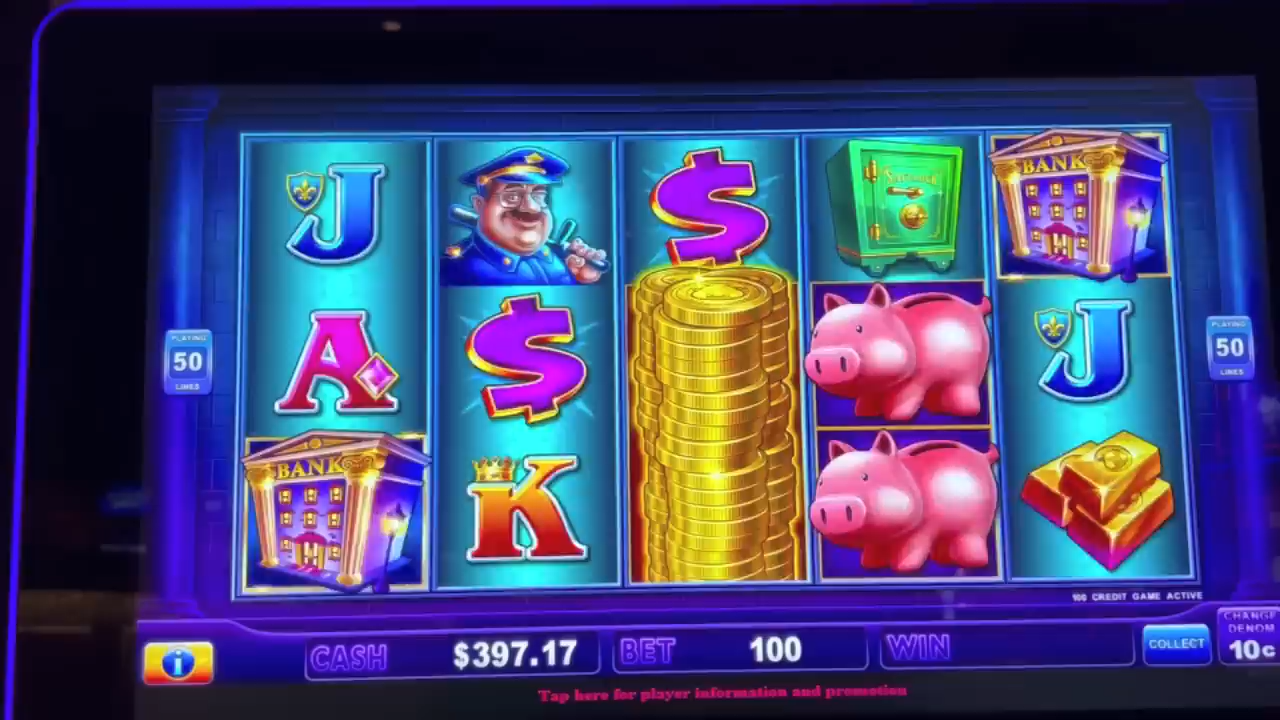 BANK
J
$
A
K
$
BANK
J
PLAYING
50
LINES
PLAYING
50
LINES
100 CREDIT GAME ACTIVE
CASH $397.17
BET 100
WIN
COLLECT
CHANGE
DENOM
10¢
i
Tap here for player information and promotion